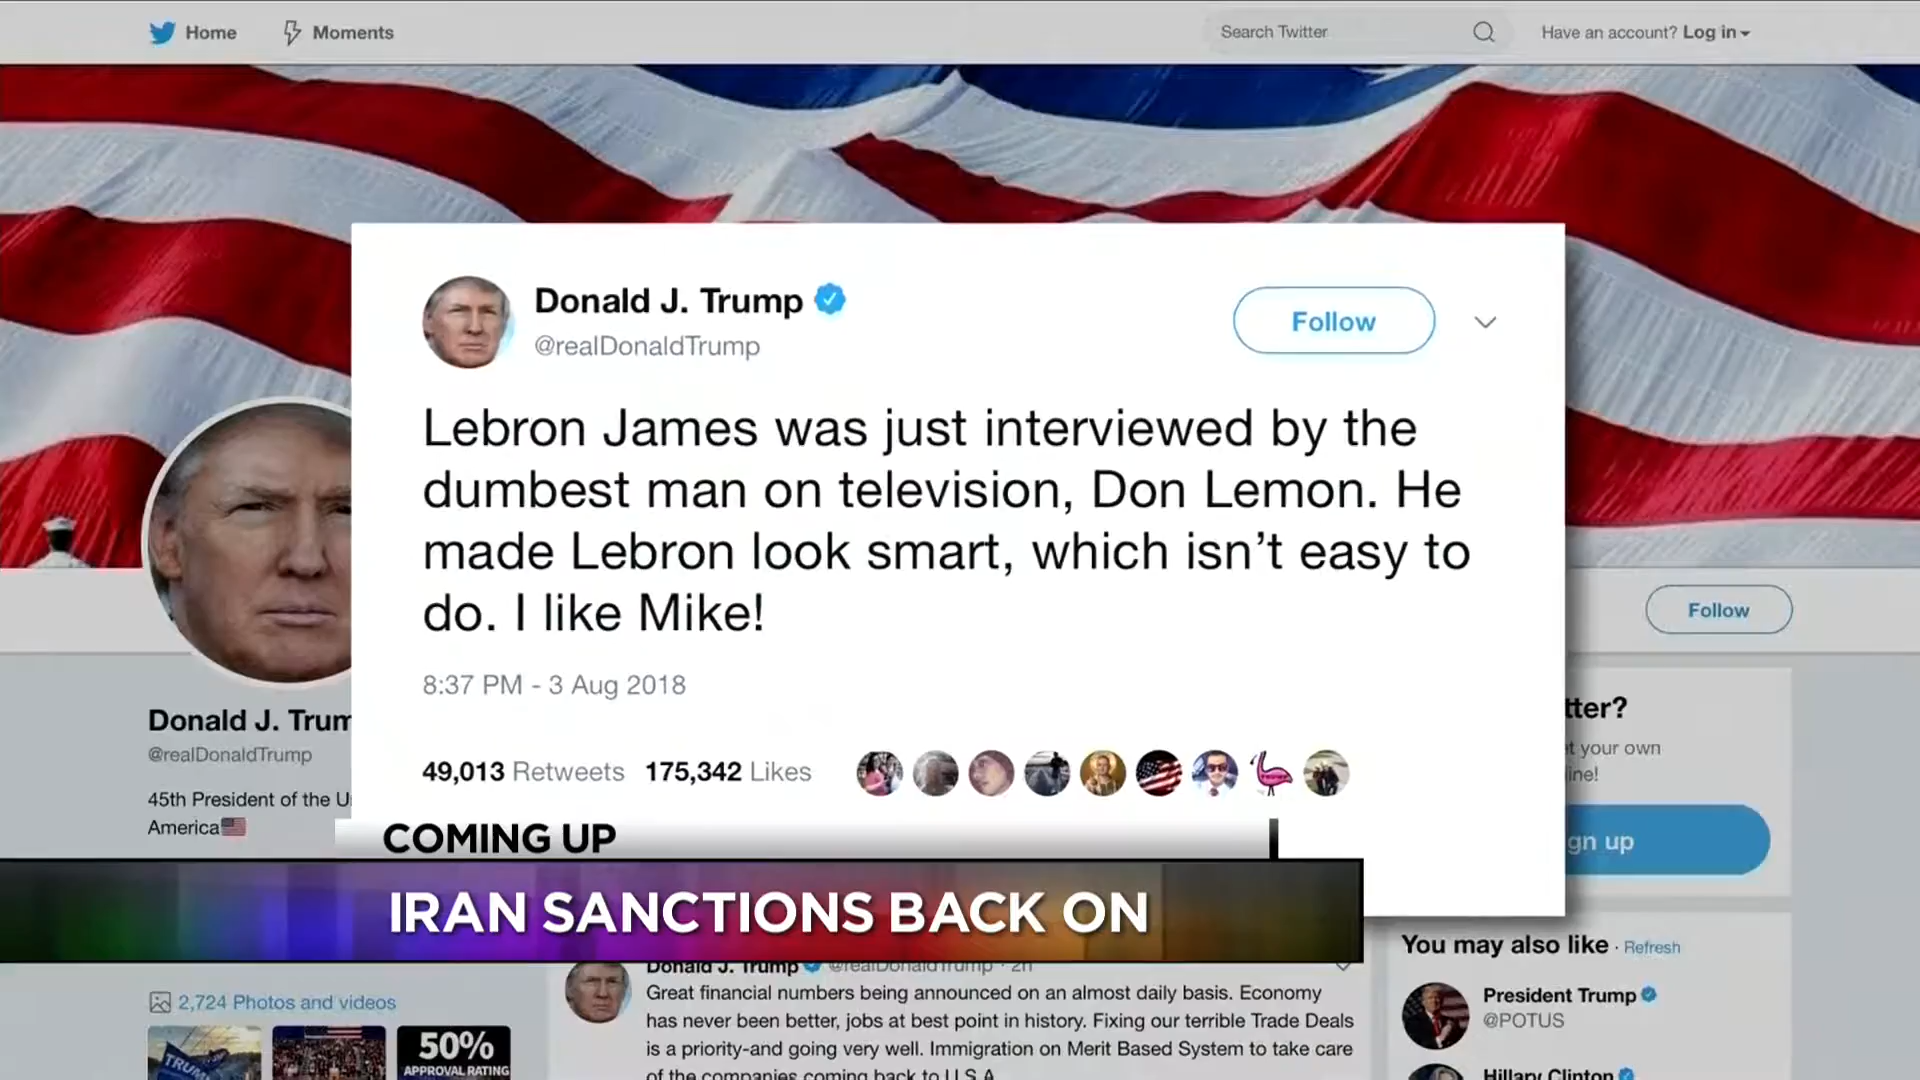 Home
Moments
Search Twitter
Have an account? Log in
Donald J. Trump
@realDonaldTrump
Follow
Lebron James was just interviewed by the
dumbest man on television, Don Lemon. He
made Lebron look smart, which isn’t easy to
do. I like Mike!
8:37 PM - 3 Aug 2018
49,013 Retweets 175,342 Likes
Follow
Donald J. Trum
@realDonaldTrump
45th President of the U
America
tter?
t your own
ine!
gn up
COMING UP
IRAN SANCTIONS BACK ON
2,724 Photos and videos
TRUMP
50%
APPROVAL RATING
Donald J. Trump @realDonaldTrump · 2h
Great financial numbers being announced on an almost daily basis. Economy
has never been better, jobs at best point in history. Fixing our terrible Trade Deals
is a priority-and going very well. Immigration on Merit Based System to take care
of the companies coming back to U.S.A.
You may also like · Refresh
President Trump
@POTUS
Hillary Clinton